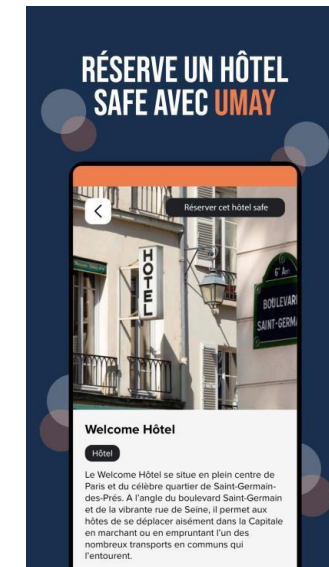 RÉSERVE UN HÔTEL
SAFE AVEC UMAY
Réserver cet hôtel safe
HOTEL
6e Arr
BOULEVAR
SAINT-GERM
Welcome Hôtel
Hôtel
Le Welcome Hôtel se situe en plein centre de
Paris et du célèbre quartier de Saint-Germain-
des-Prés. A l'angle du boulevard Saint-Germain
et de la vibrante rue de Seine, il permet aux
hôtes de se déplacer aisément dans la Capitale
en marchant ou en empruntant l'un des
nombreux transports en communs qui
l'entourent.